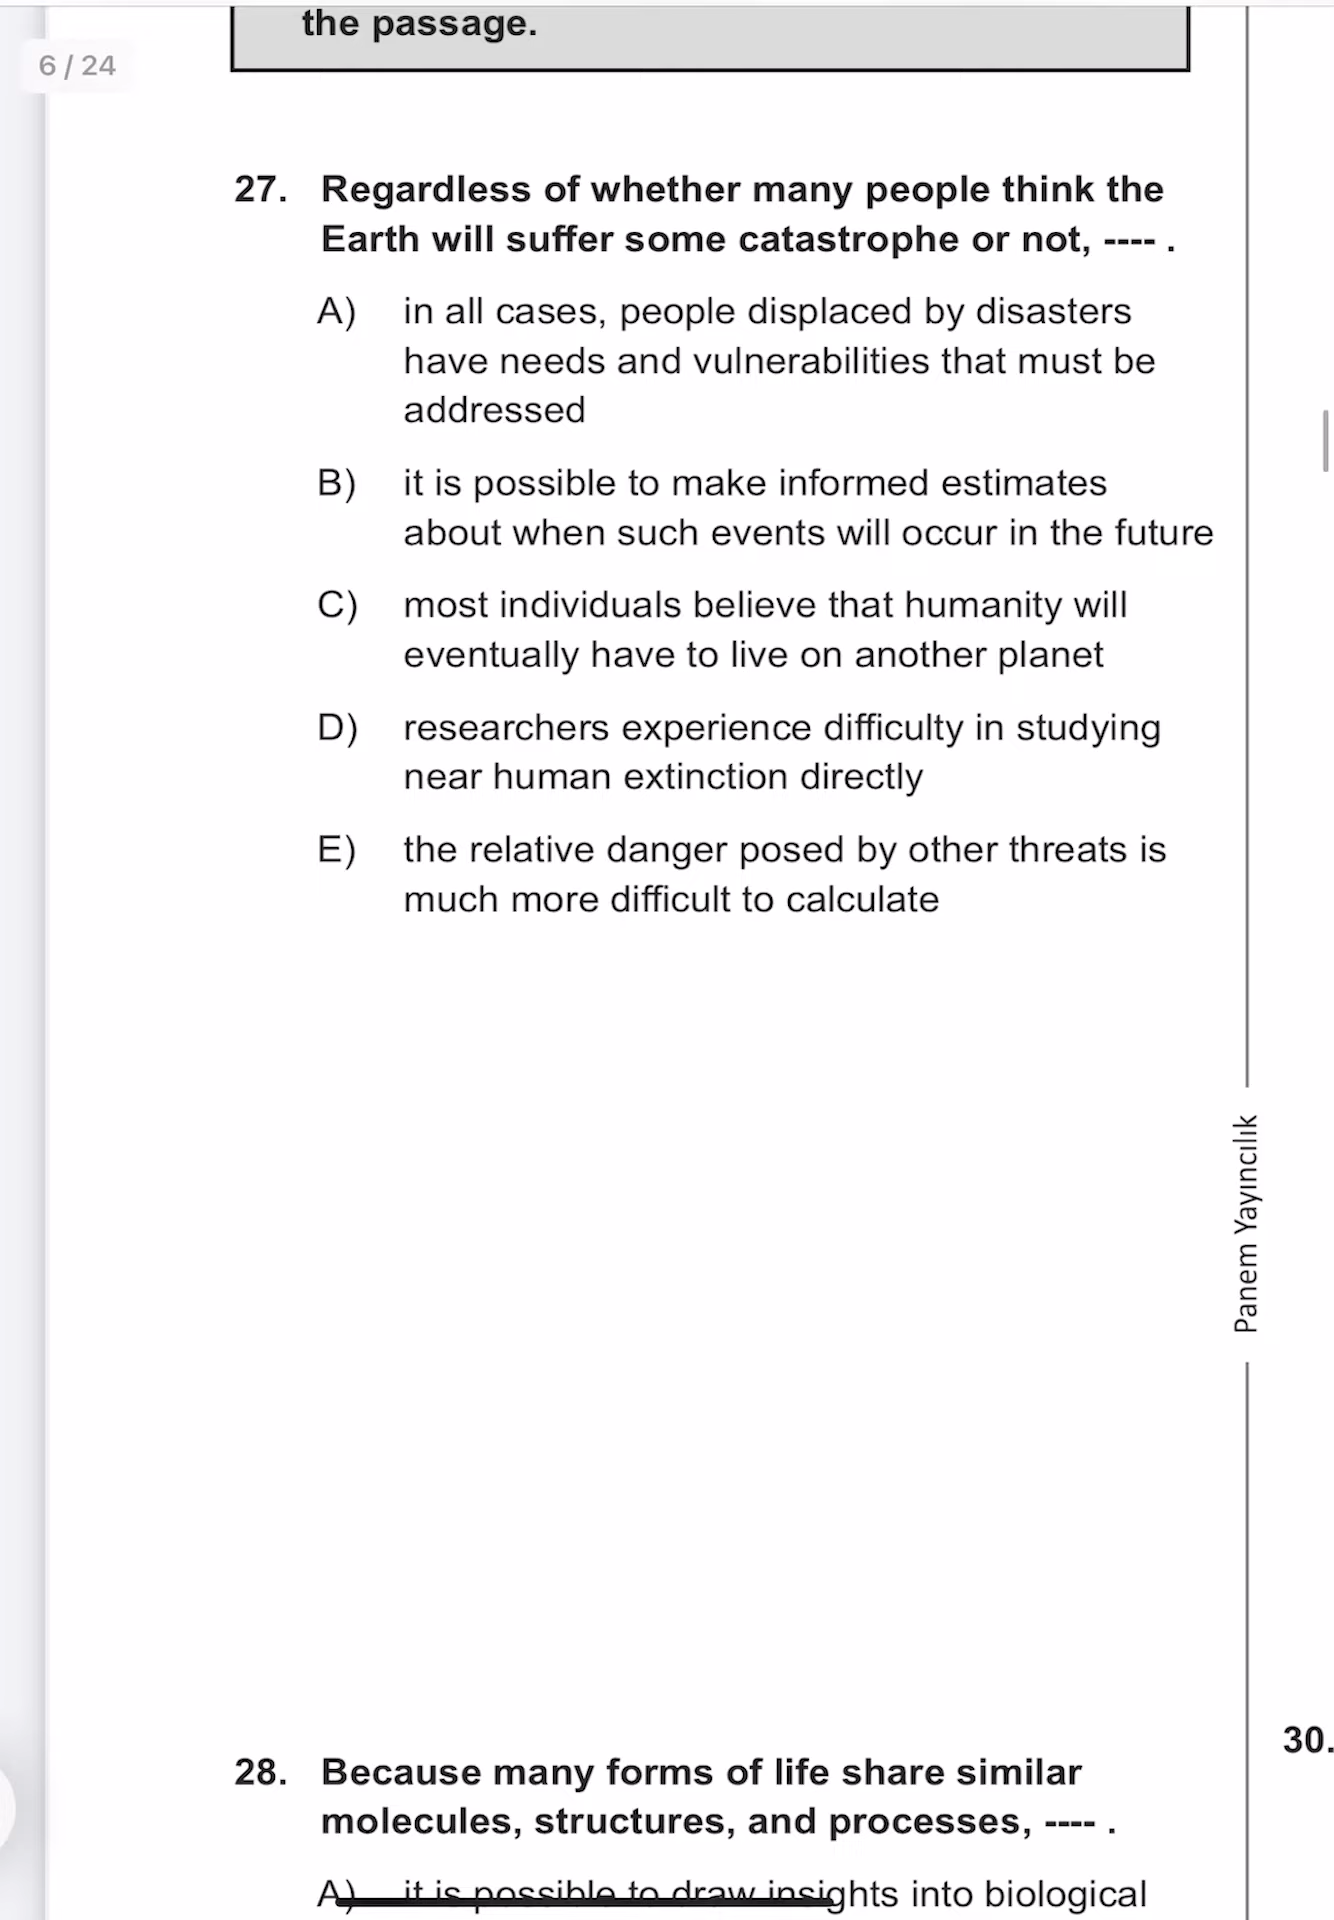 the passage.
6 / 24
27. Regardless of whether many people think the
Earth will suffer some catastrophe or not, ---- .
A) in all cases, people displaced by disasters
have needs and vulnerabilities that must be
addressed
B) it is possible to make informed estimates
about when such events will occur in the future
C) most individuals believe that humanity will
eventually have to live on another planet
D) researchers experience difficulty in studying
near human extinction directly
E) the relative danger posed by other threats is
much more difficult to calculate
Panem Yayıncılık
28. Because many forms of life share similar
molecules, structures, and processes, ---- .
A) it is possible to draw insights into biological
30.